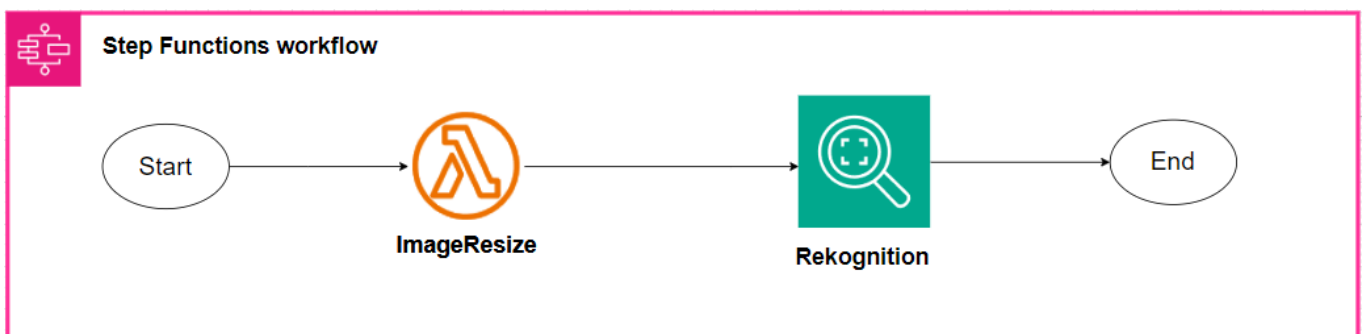 Step Functions workflow
Start
ImageResize
Rekognition
End